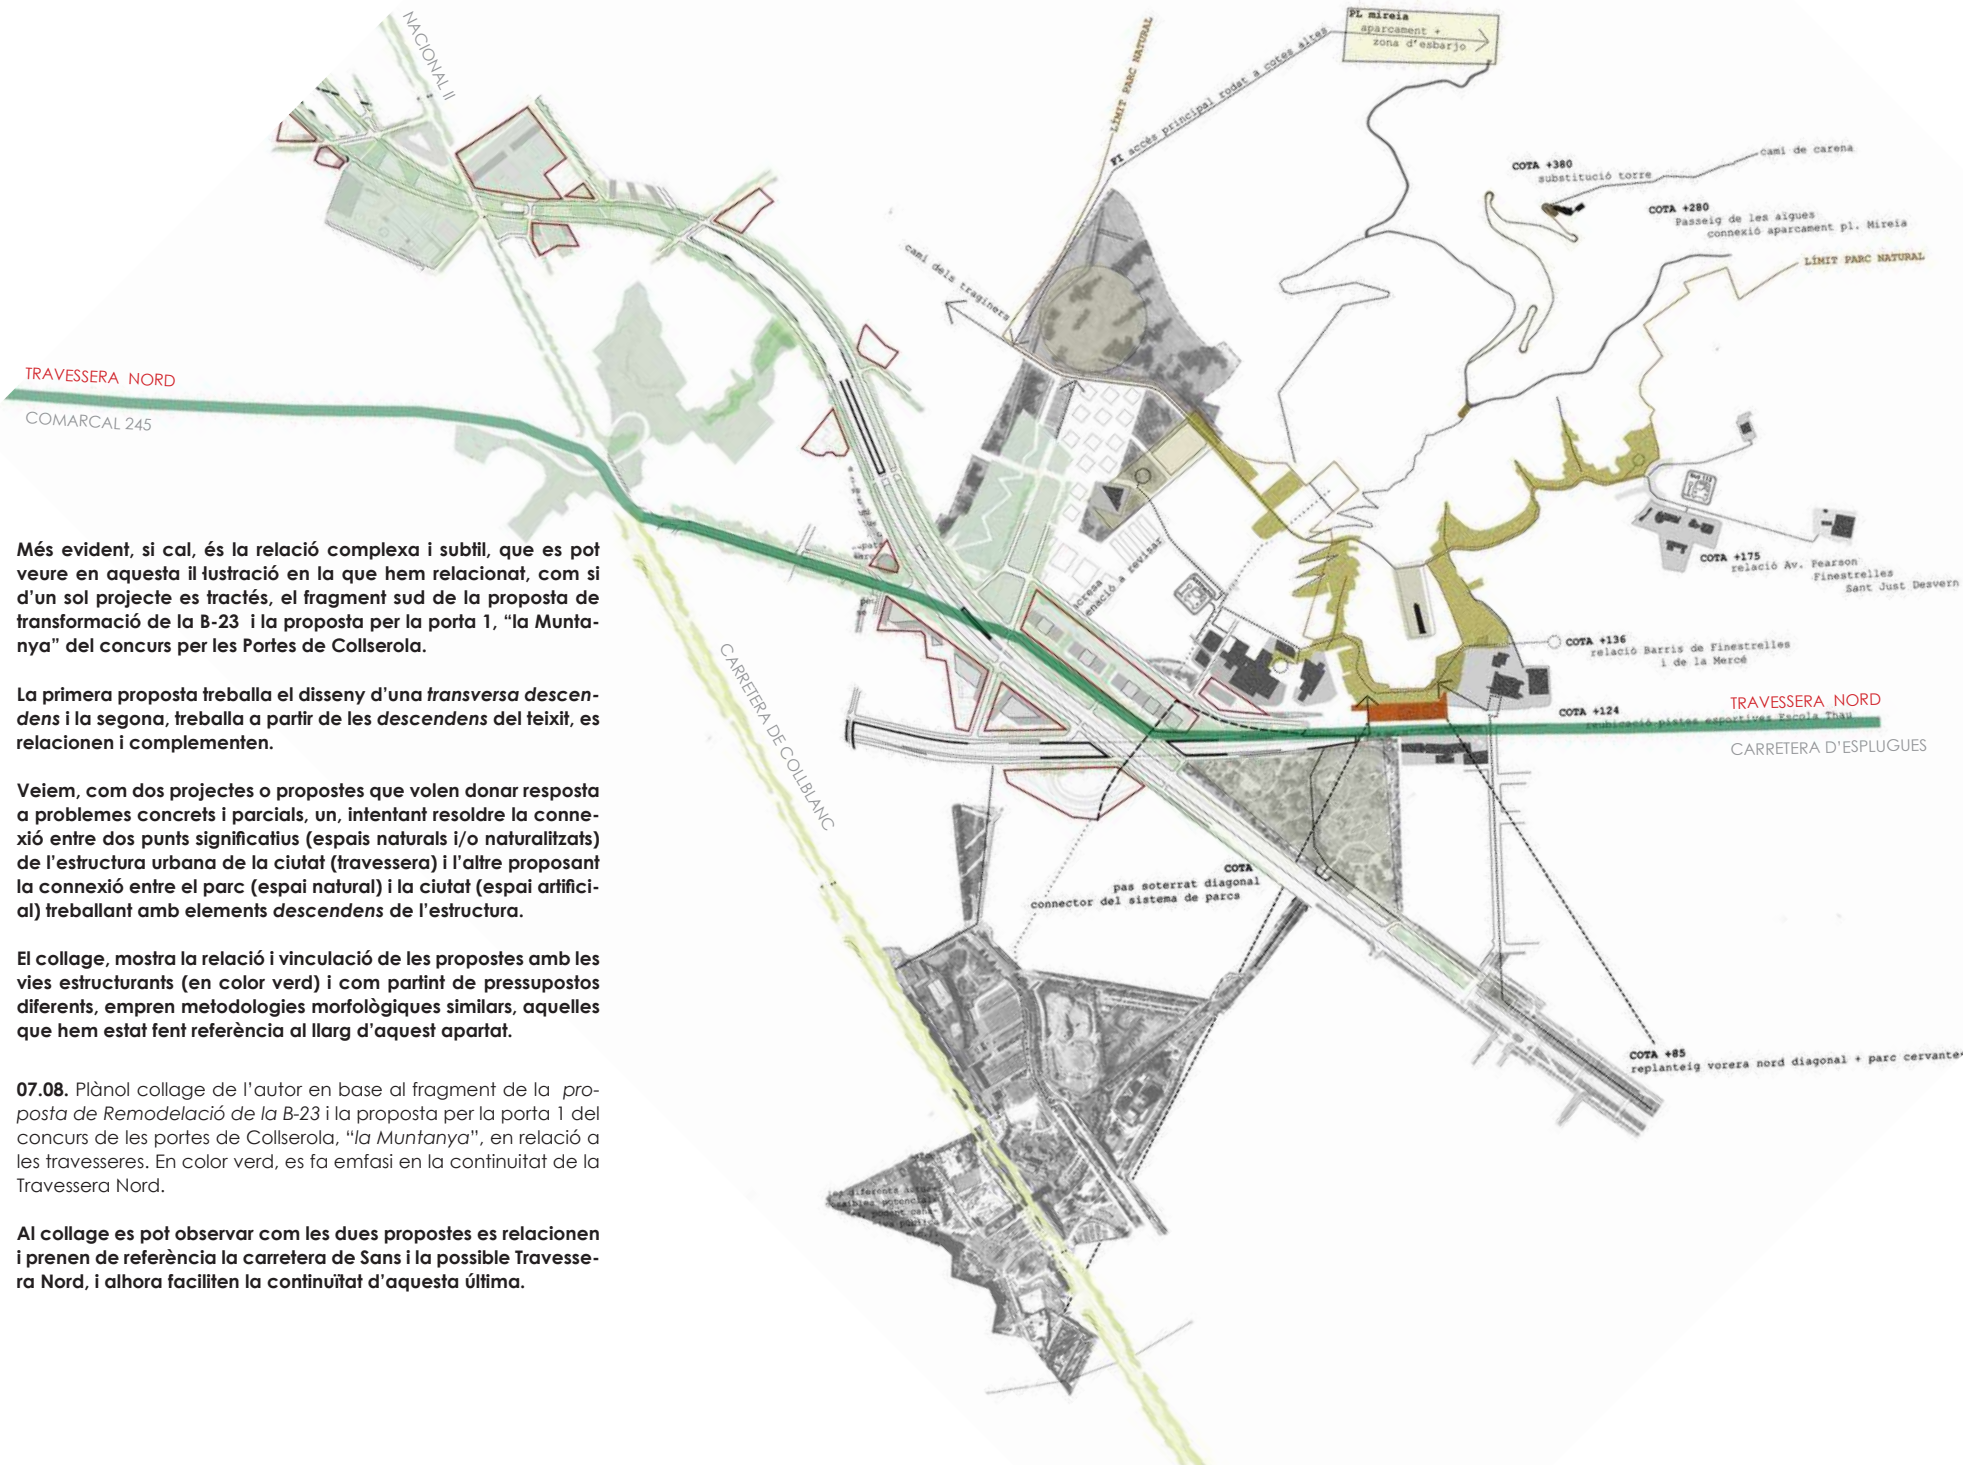 NACIONAL II
PL mireia
aparcament +
zona d'esbarjo
LÍMIT PARC NATURAL
FI accés principal rodat a cotes altes
COTA +380
substitució torre
camí de carena
COTA +280
Passeig de les aigues
connexió aparcament pl. Mireia
LÍMIT PARC NATURAL
camí dels traginers
TRAVESSERA NORD
COMARCAL 245
Més evident, si cal, és la relació complexa i subtil, que es pot
veure en aquesta il·lustració en la que hem relacionat, com si
d'un sol projecte es tractés, el fragment sud de la proposta de
transformació de la B-23 i la proposta per la porta 1, “la Munta-
nya” del concurs per les Portes de Collserola.
La primera proposta treballa el disseny d'una transversa descen-
dens i la segona, treballa a partir de les descendens del teixit, es
relacionen i complementen.
Veiem, com dos projectes o propostes que volen donar resposta
a problemes concrets i parcials, un, intentant resoldre la conne-
xió entre dos punts significatius (espais naturals i/o naturalitzats)
de l'estructura urbana de la ciutat (travessera) i l'altre proposant
la connexió entre el parc (espai natural) i la ciutat (espai artifici-
al) treballant amb elements descendens de l'estructura.
El collage, mostra la relació i vinculació de les propostes amb les
vies estructurants (en color verd) i com partint de pressupostos
diferents, empren metodologies morfològiques similars, aquelles
que hem estat fent referència al llarg d'aquest apartat.
07.08. Plànol collage de l'autor en base al fragment de la pro-
posta de Remodelació de la B-23 i la proposta per la porta 1 del
concurs de les portes de Collserola, “la Muntanya”, en relació a
les travesseres. En color verd, es fa emfasi en la continuitat de la
Travessera Nord.
Al collage es pot observar com les dues propostes es relacionen
i prenen de referència la carretera de Sans i la possible Travesse-
ra Nord, i alhora faciliten la continuïtat d'aquesta última.
CARRETERA DE COLLBLANC
a revisar
COTA +175
relació Av. Pearson
Finestrelles
Sant Just Desvern
COTA +136
relació Barris de Finestrelles
i de la Mercé
COTA +124
reubicació pistes esportives Escola Thau
TRAVESSERA NORD
CARRETERA D'ESPLUGUES
COTA
pas soterrat diagonal
connector del sistema de parcs
COTA +85
replanteig vorera nord diagonal + parc cervante